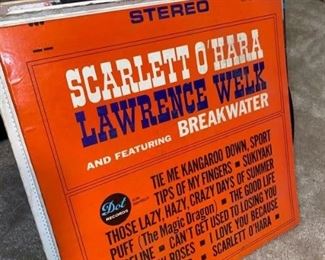 STEREO
SCARLETT O'HARA
LAWRENCE WELK
AND FEATURING BREAKWATER
TIE ME KANGAROO DOWN, SPORT
TIPS OF MY FINGERS • SUKIYAKI
THOSE LAZY, HAZY, CRAZY DAYS OF SUMMER
PUFF (The Magic Dragon) • THE GOOD LIFE
CAN'T GET USED TO LOSING YOU
ROSES • I LOVE YOU BECAUSE
SCARLETT O'HARA •
Dot
RECORDS